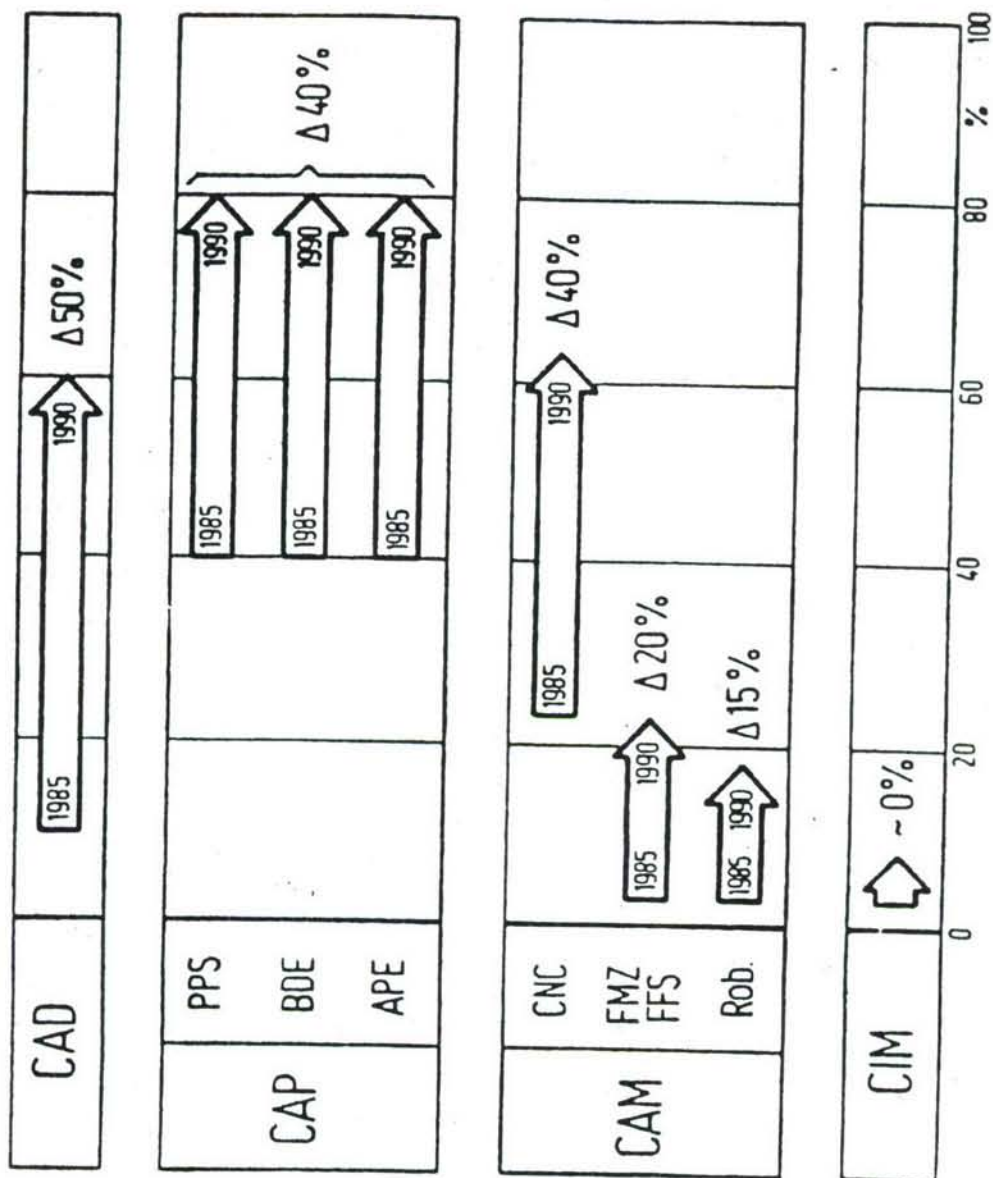 CAD
1985 1990 Δ50%
CAP
PPS
1985 1990
BDE
1985 1990
APE
1985 1990
Δ40%
CAM
CNC
1985 1990 Δ40%
FMZ
FFS
1985 1990 Δ20%
Rob.
1985 1990 Δ15%
CIM
~0%
0 20 40 60 80 % 100